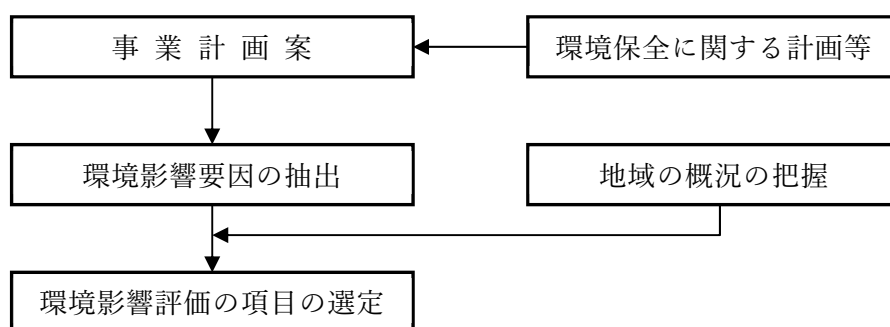 事業計画案
環境保全に関する計画等
環境影響要因の抽出
地域の概況の把握
環境影響評価の項目の選定